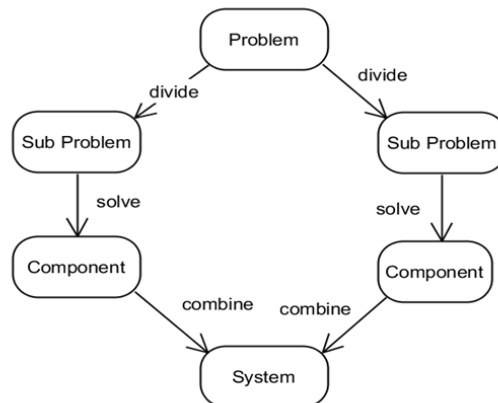 Problem
divide
divide
Sub Problem
Sub Problem
solve
solve
Component
Component
combine
combine
System